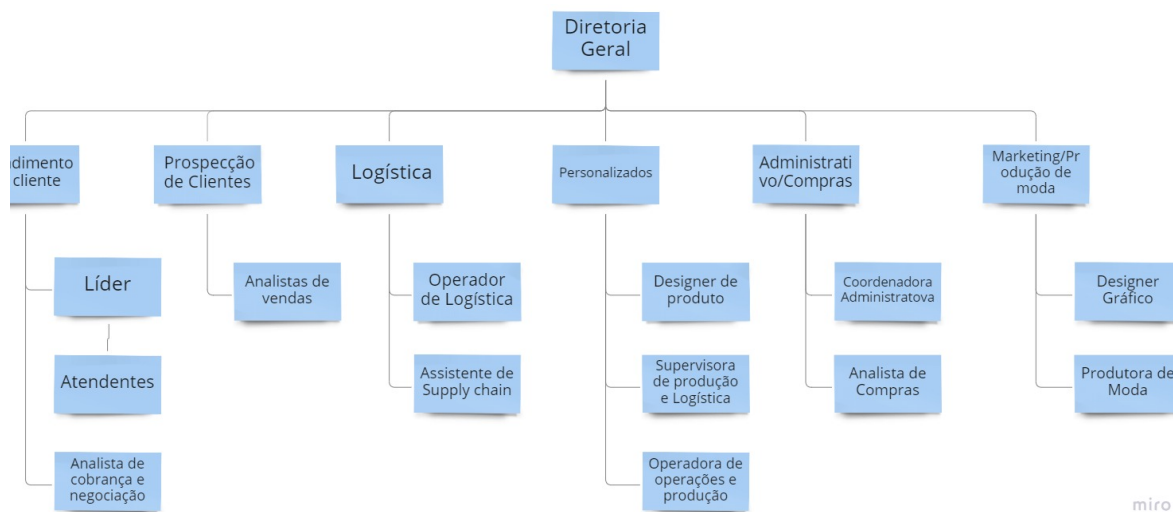 Diretoria
Geral
ndimento
cliente
Prospecção
de Clientes
Logística
Personalizados
Administrati
vo/Compras
Marketing/Pr
odução de
moda
Líder
Analistas de
vendas
Operador
de Logística
Designer de
produto
Coordenadora
Administratova
Designer
Gráfico
Atendentes
Assistente de
Supply chain
Supervisora
de produção
e Logística
Analista de
Compras
Produtora de
Moda
Analista de
cobrança e
negociação
Operadora de
operações e
produção
miro